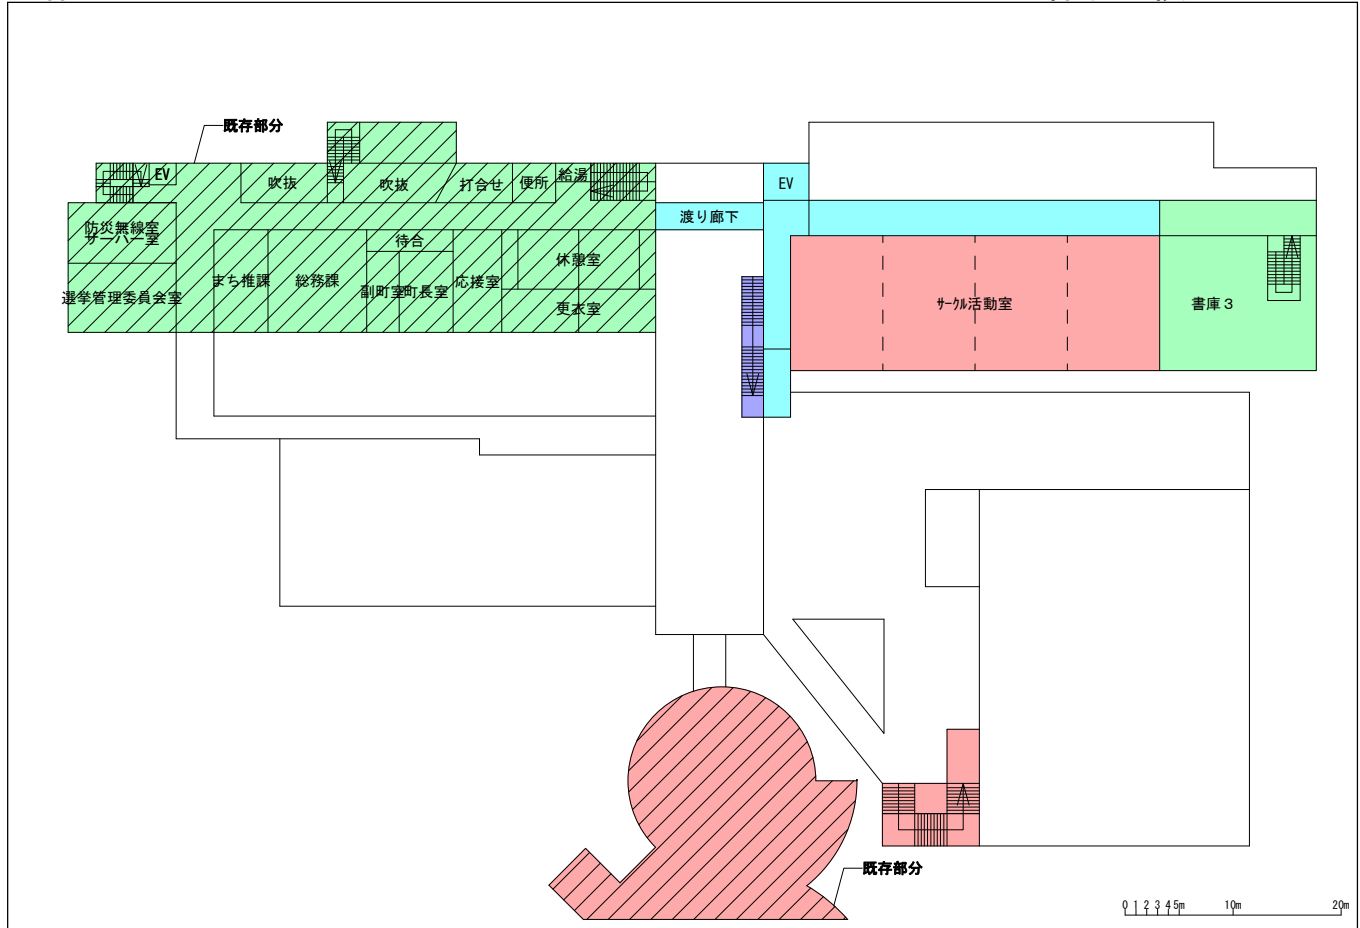 既存部分
EV
吹抜
吹抜
打合せ
便所
給湯
EV
渡り廊下
防災無線室
サーバー室
待合
休憩室
まち推課
総務課
副町室
町長室
応接室
選挙管理委員会室
更衣室
サークル活動室
書庫３
既存部分
0 1 2 3 4 5m 10m 20m